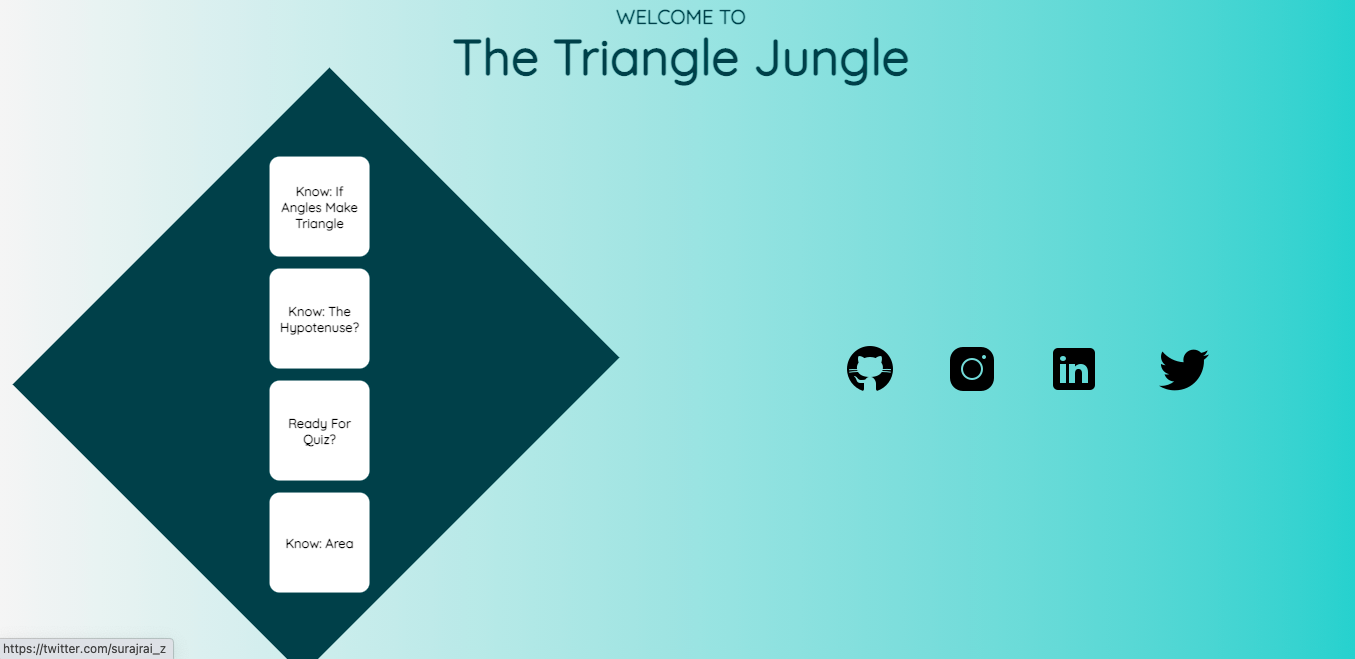 WELCOME TO
The Triangle Jungle
Know: If
Angles Make
Triangle
Know: The
Hypotenuse?
Ready For
Quiz?
Know: Area
in
https://twitter.com/surajrai_z